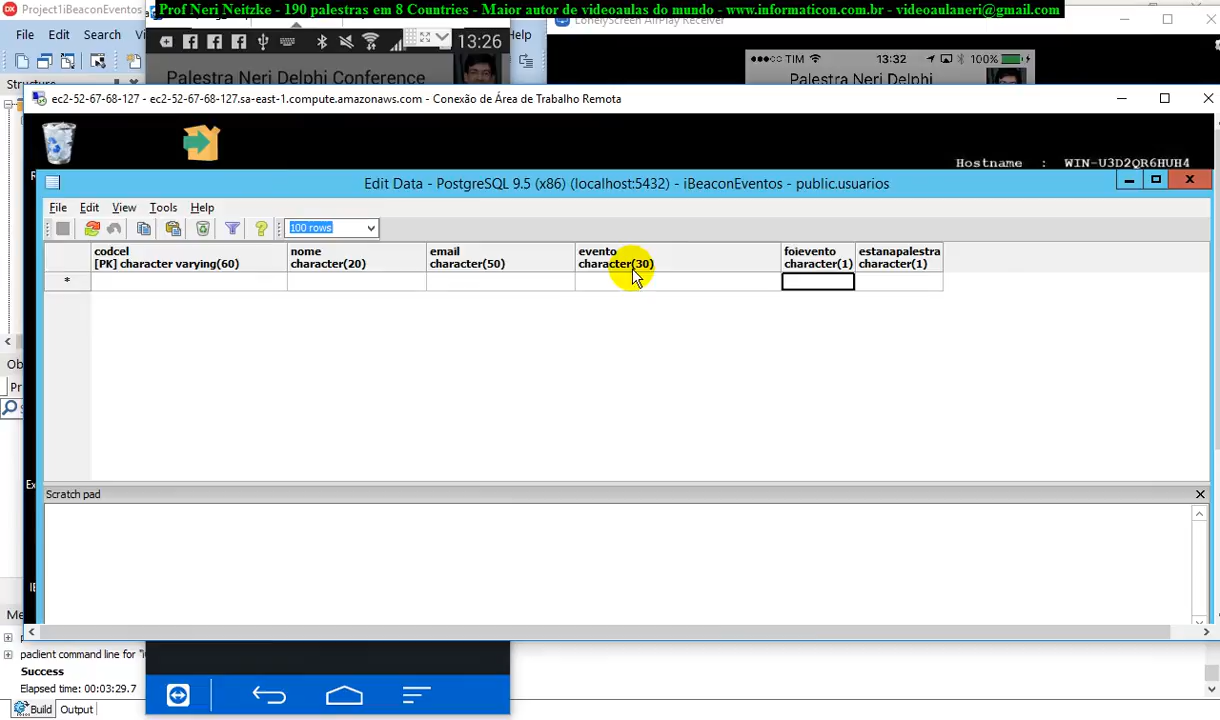 Project1iBeaconEventos
Prof Neri Neitzke - 190 palestras em 8 Countries - Maior autor de videoaulas do mundo - www.informaticon.com.br - videoaulaneri@gmail.com
LonelyScreen AirPlay Receiver
File Edit Search
Help
13:26
Palestra Neri Delphi Conference
TIM 13:32 100%
Palestra Neri Delphi
Structure
ec2-52-67-68-127 - ec2-52-67-68-127.sa-east-1.compute.amazonaws.com - Conexão de Área de Trabalho Remota
Hostname : WIN-U3D2QR6HUH4
Edit Data - PostgreSQL 9.5 (x86) (localhost:5432) - iBeaconEventos - public.usuarios
File Edit View Tools Help
100 rows
codcel nome email evento foievento estanapalestra
[PK] character varying(60) character(20) character(50) character(30) character(1) character(1)
*
Scratch pad
Success
Elapsed time: 00:03:29.7
Build Output